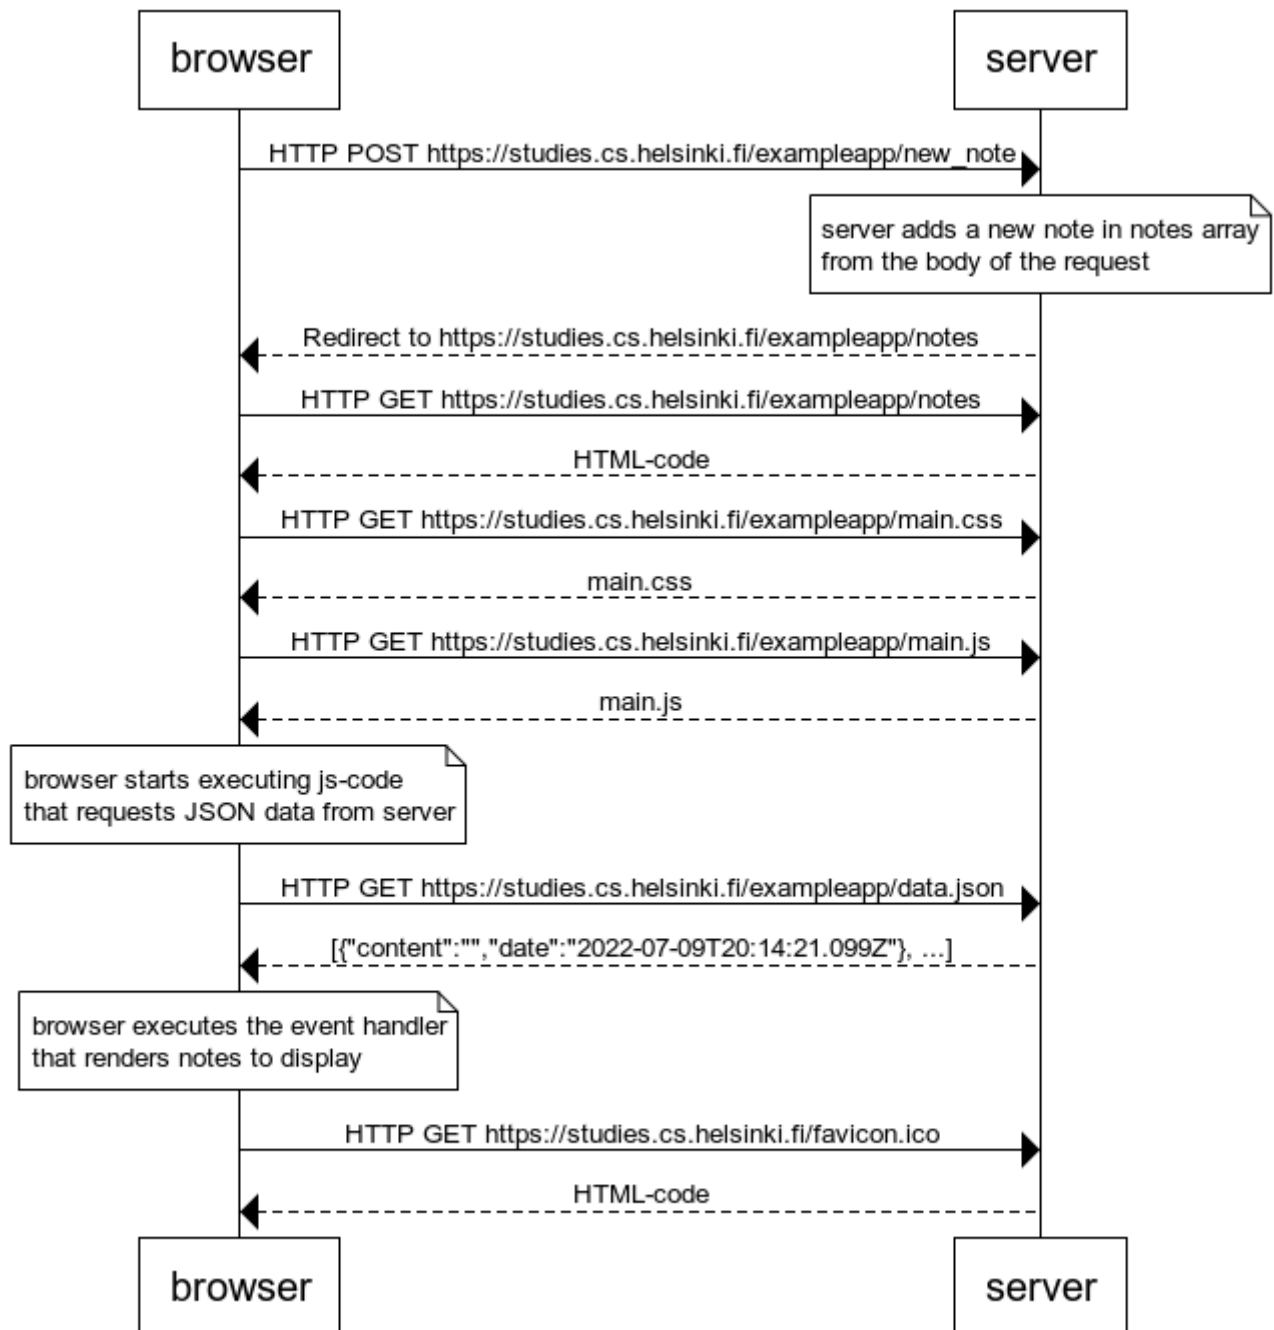 browser
server
HTTP POST https://studies.cs.helsinki.fi/exampleapp/new_note
server adds a new note in notes array
from the body of the request
Redirect to https://studies.cs.helsinki.fi/exampleapp/notes
HTTP GET https://studies.cs.helsinki.fi/exampleapp/notes
HTML-code
HTTP GET https://studies.cs.helsinki.fi/exampleapp/main.css
main.css
HTTP GET https://studies.cs.helsinki.fi/exampleapp/main.js
main.js
browser starts executing js-code
that requests JSON data from server
HTTP GET https://studies.cs.helsinki.fi/exampleapp/data.json
[{"content":"","date":"2022-07-09T20:14:21.099Z"}, ...]
browser executes the event handler
that renders notes to display
HTTP GET https://studies.cs.helsinki.fi/favicon.ico
HTML-code
browser
server